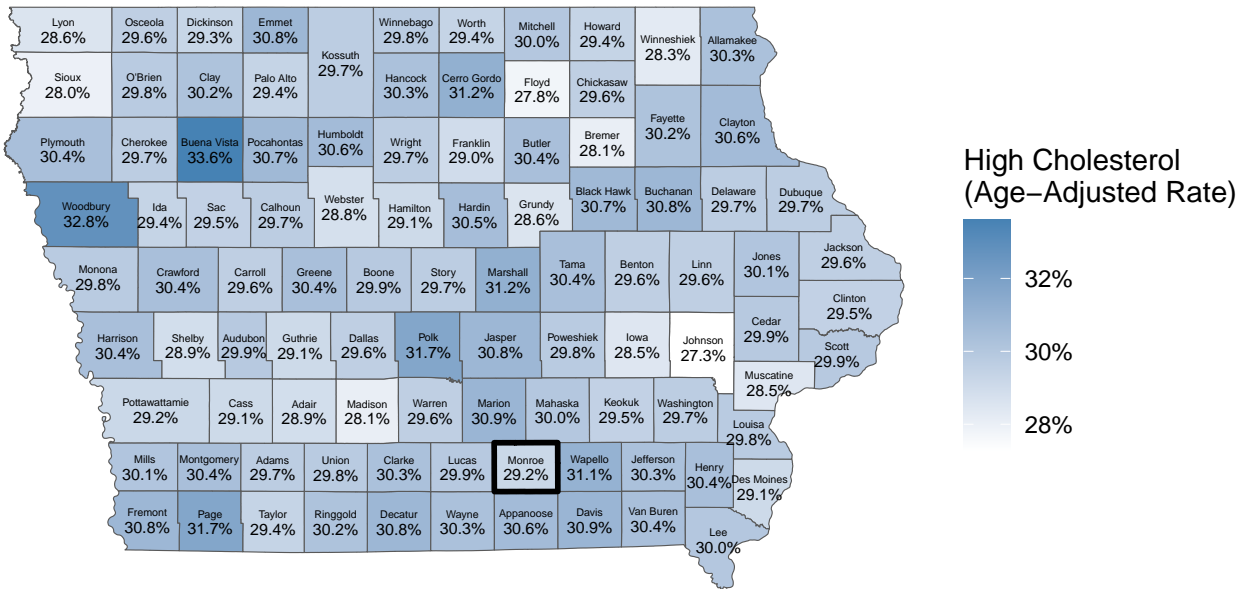 Lyon
28.6%
Osceola
29.6%
Dickinson
29.3%
Emmet
30.8%
Kossuth
29.7%
Winnebago
29.8%
Worth
29.4%
Mitchell
30.0%
Howard
29.4%
Winneshiek
28.3%
Allamakee
30.3%
Sioux
28.0%
O'Brien
29.8%
Clay
30.2%
Palo Alto
29.4%
Hancock
30.3%
Cerro Gordo
31.2%
Floyd
27.8%
Chickasaw
29.6%
Fayette
30.2%
Clayton
30.6%
Plymouth
30.4%
Cherokee
29.7%
Buena Vista
33.6%
Pocahontas
30.7%
Humboldt
30.6%
Wright
29.7%
Franklin
29.0%
Butler
30.4%
Bremer
28.1%
Woodbury
32.8%
Ida
29.4%
Sac
29.5%
Calhoun
29.7%
Webster
28.8%
Hamilton
29.1%
Hardin
30.5%
Grundy
28.6%
Black Hawk
30.7%
Buchanan
30.8%
Delaware
29.7%
Dubuque
29.7%
Monona
29.8%
Crawford
30.4%
Carroll
29.6%
Greene
30.4%
Boone
29.9%
Story
29.7%
Marshall
31.2%
Tama
30.4%
Benton
29.6%
Linn
29.6%
Jones
30.1%
Jackson
29.6%
Clinton
29.5%
Harrison
30.4%
Shelby
28.9%
Audubon
29.9%
Guthrie
29.1%
Dallas
29.6%
Polk
31.7%
Jasper
30.8%
Poweshiek
29.8%
Iowa
28.5%
Johnson
27.3%
Cedar
29.9%
Scott
29.9%
Muscatine
28.5%
Pottawattamie
29.2%
Cass
29.1%
Adair
28.9%
Madison
28.1%
Warren
29.6%
Marion
30.9%
Mahaska
30.0%
Keokuk
29.5%
Washington
29.7%
Louisa
29.8%
Mills
30.1%
Montgomery
30.4%
Adams
29.7%
Union
29.8%
Clarke
30.3%
Lucas
29.9%
Monroe
29.2%
Wapello
31.1%
Jefferson
30.3%
Henry
30.4%
Des Moines
29.1%
Fremont
30.8%
Page
31.7%
Taylor
29.4%
Ringgold
30.2%
Decatur
30.8%
Wayne
30.3%
Appanoose
30.6%
Davis
30.9%
Van Buren
30.4%
Lee
30.0%
High Cholesterol
(Age−Adjusted Rate)
32%
30%
28%